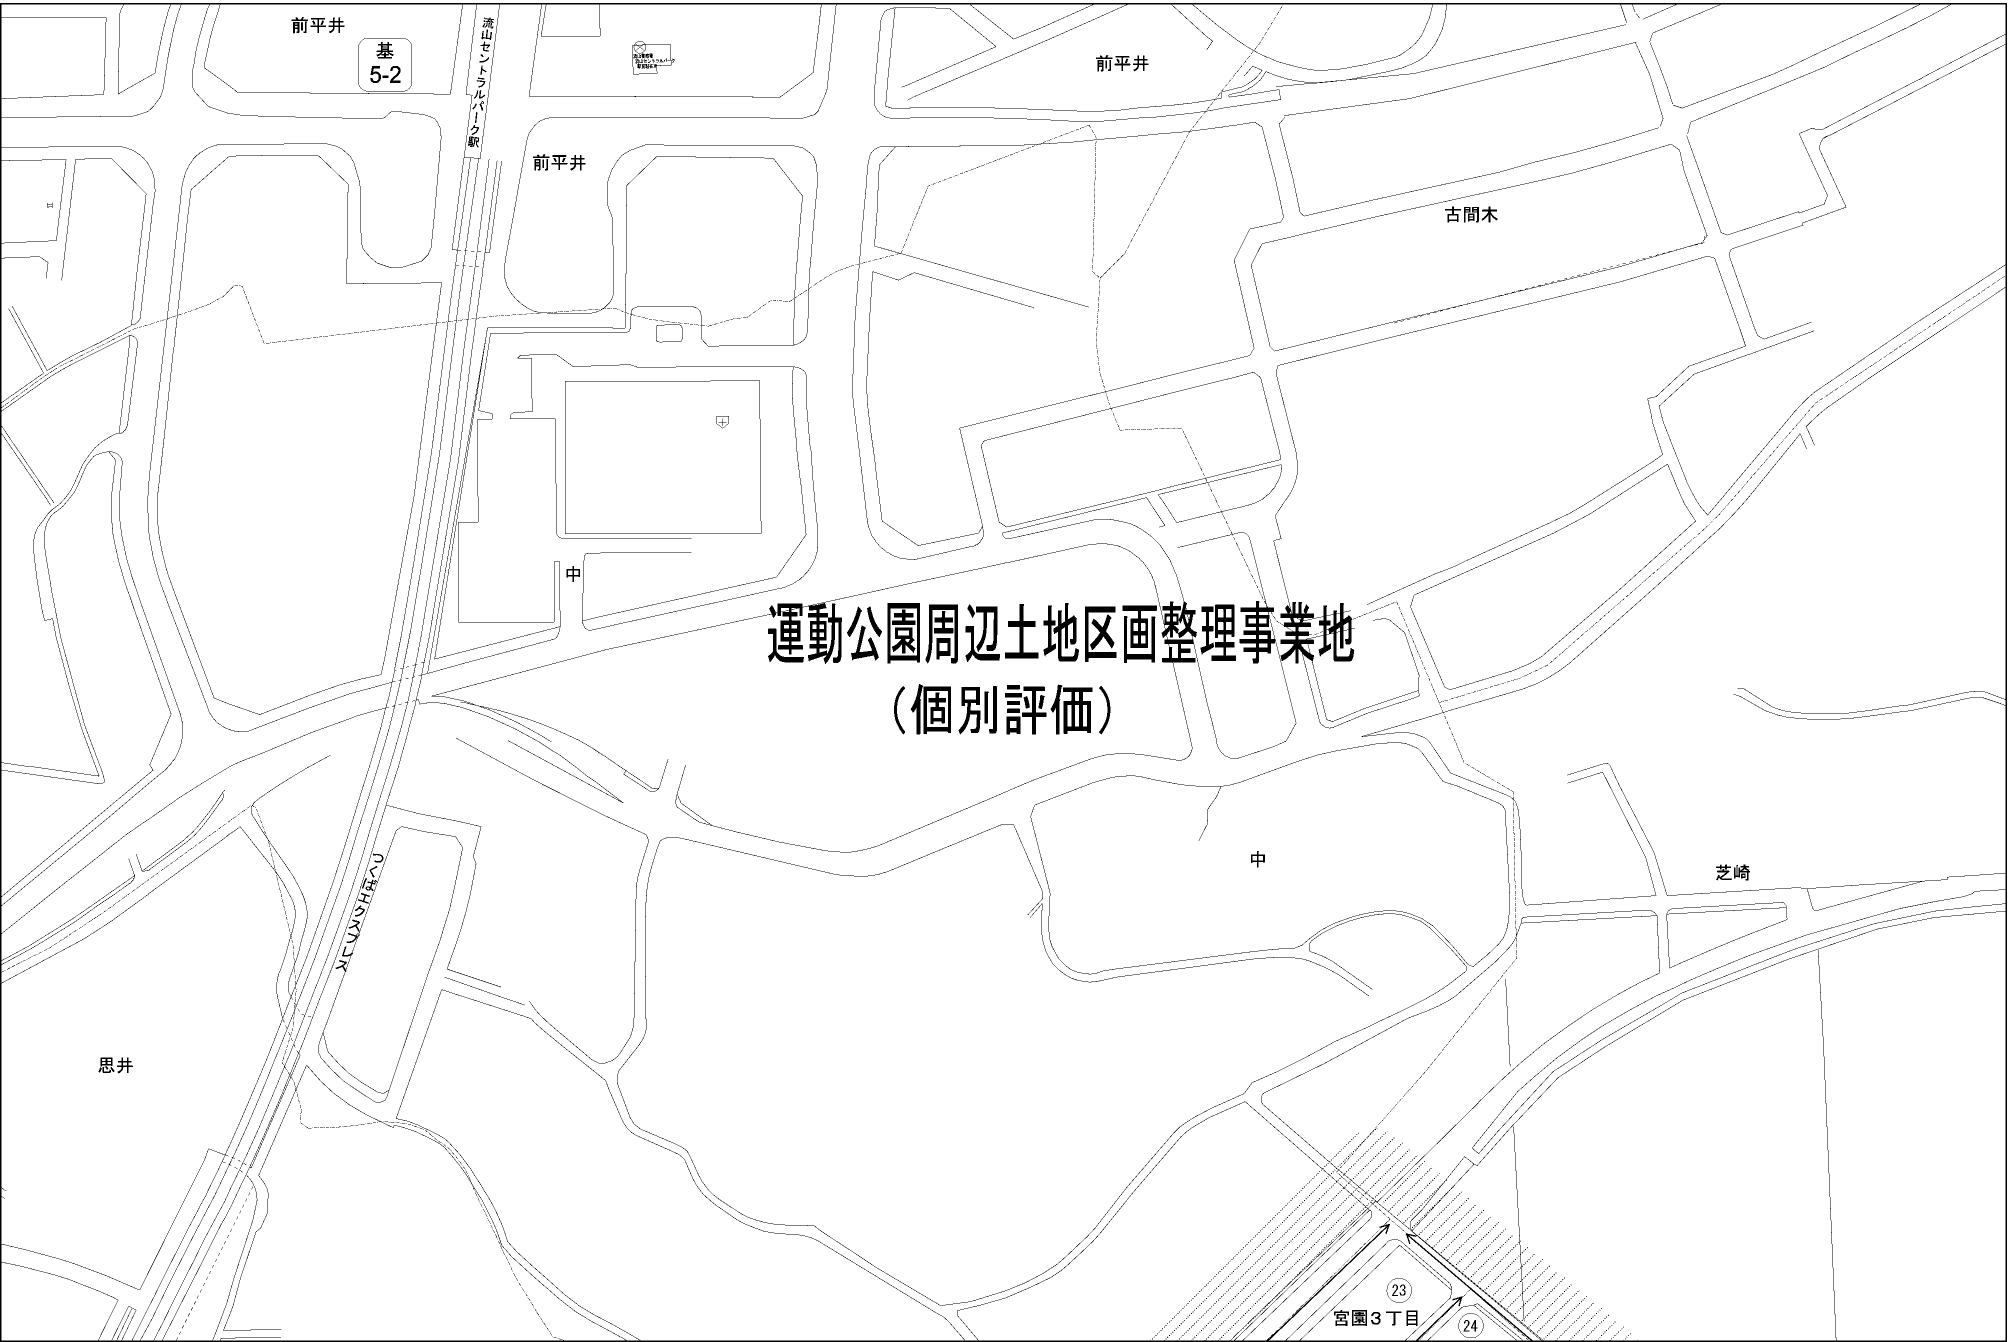 前平井
基
5-2
流山セントラルパーク駅
前平井
前平井
古間木
中
運動公園周辺土地区画整理事業地
（個別評価）
中
芝崎
つくばエクスプレス
思井
23
宮園３丁目
24